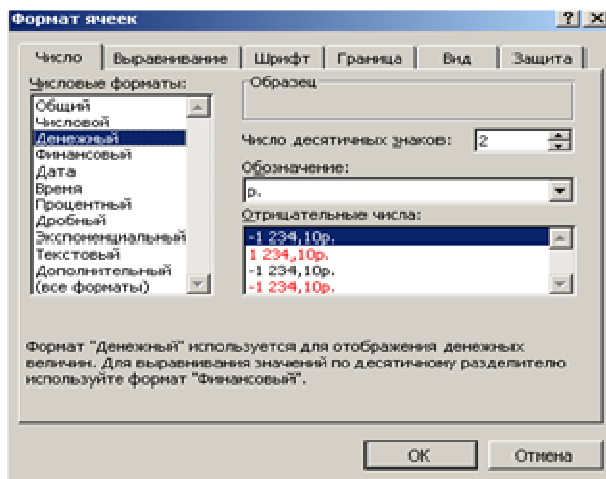 Формат ячеек
Число Выравнивание Шрифт Граница Вид Защита
Числовые форматы:
Общий
Числовой
Денежный
Финансовый
Дата
Время
Процентный
Дробный
Экспоненциальный
Текстовый
Дополнительный
(все форматы)
Образец
Число десятичных знаков: 2
Обозначение:
р.
Отрицательные числа:
-1 234,10р.
1 234,10р.
-1 234,10р.
-1 234,10р.
Формат "Денежный" используется для отображения денежных
величин. Для выравнивания значений по десятичному разделителю
используйте формат "Финансовый".
ОК Отмена